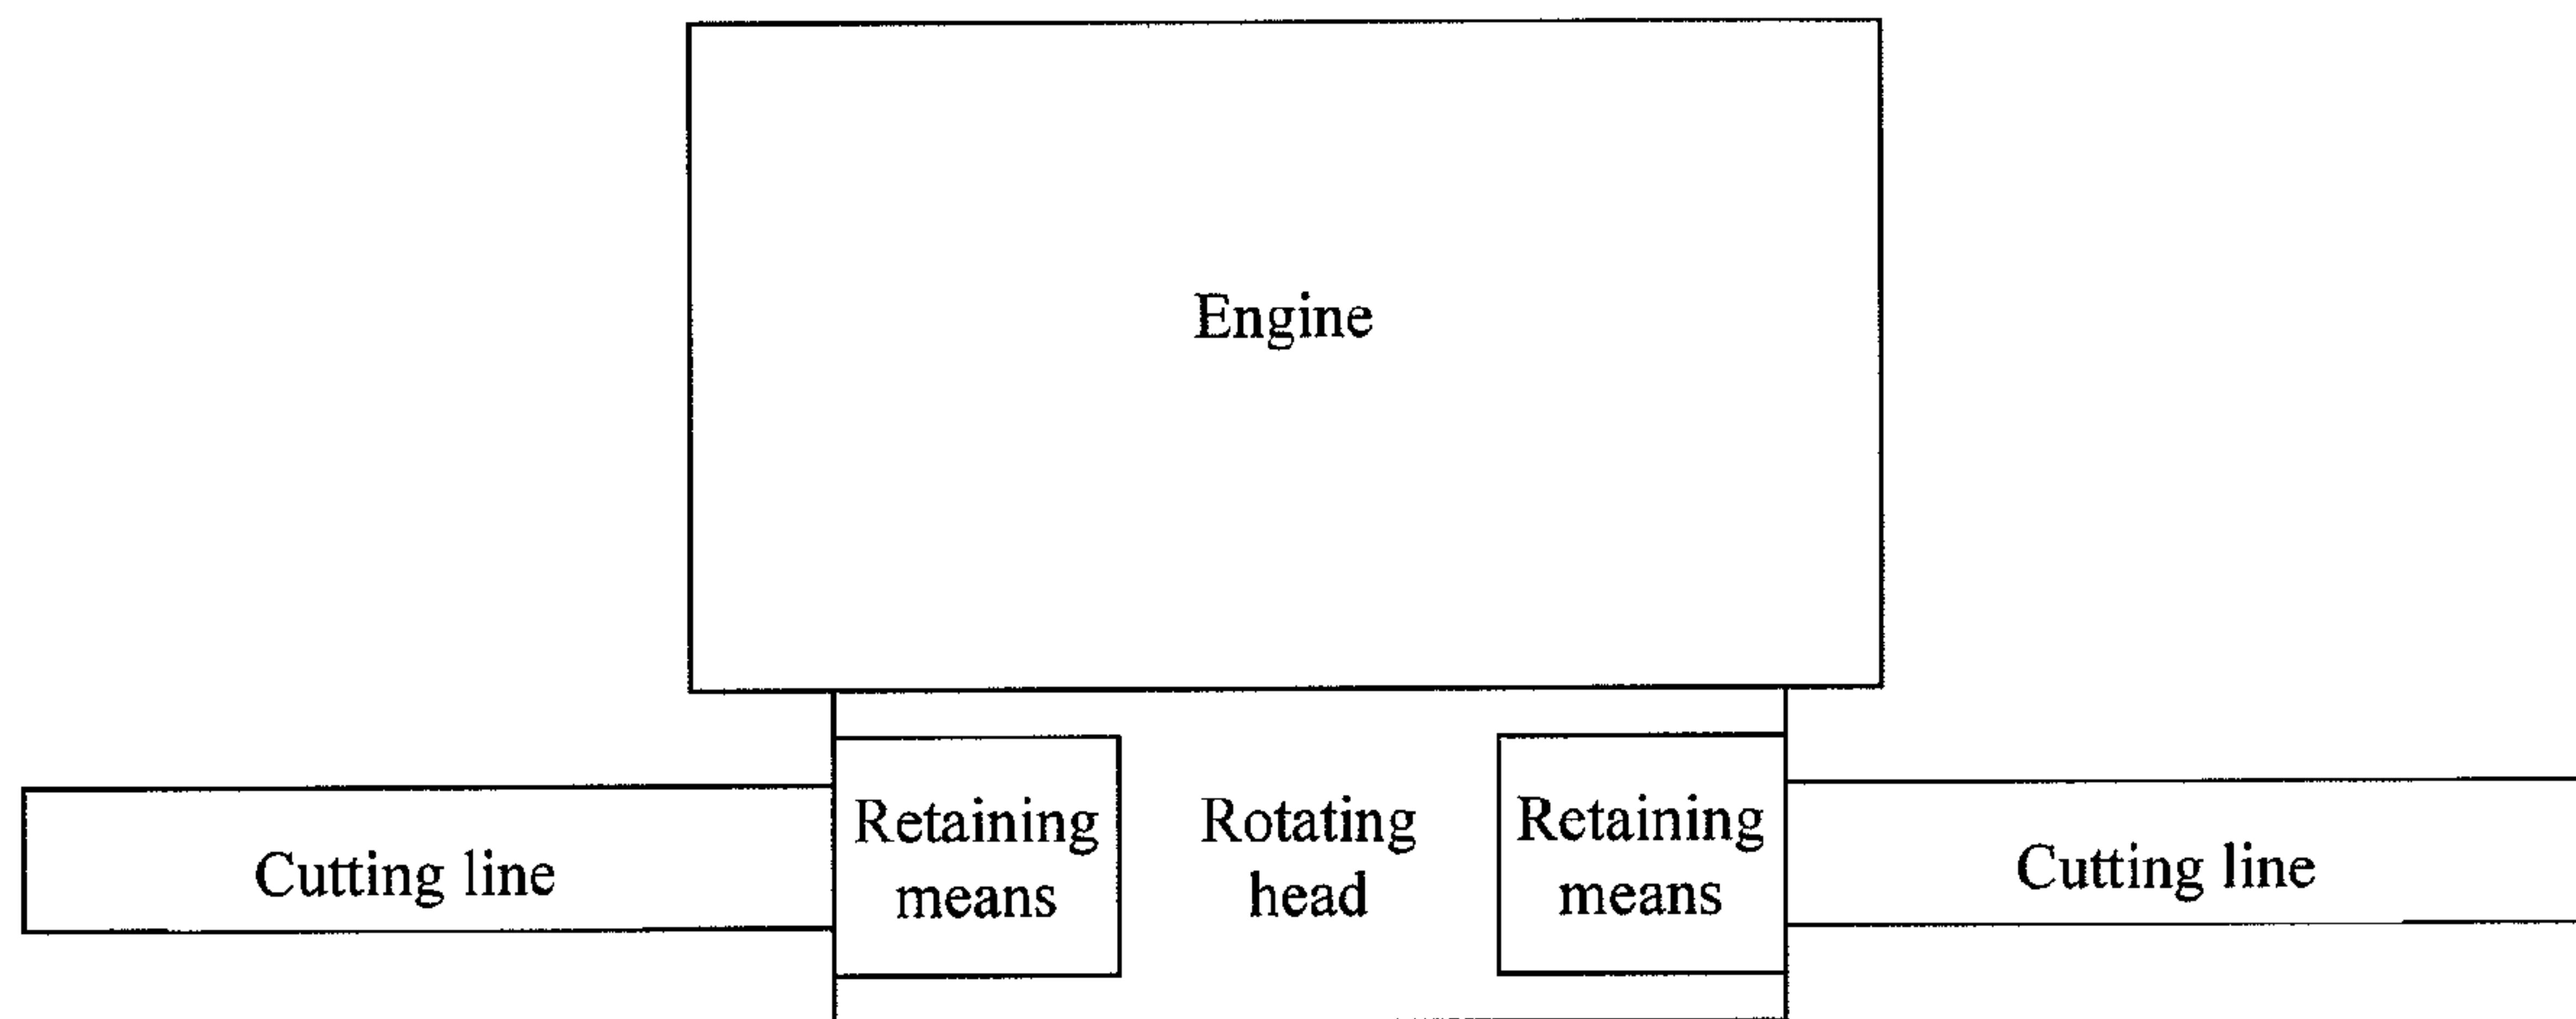 Engine
Retaining
means
Rotating
head
Retaining
means
Cutting line
Cutting line